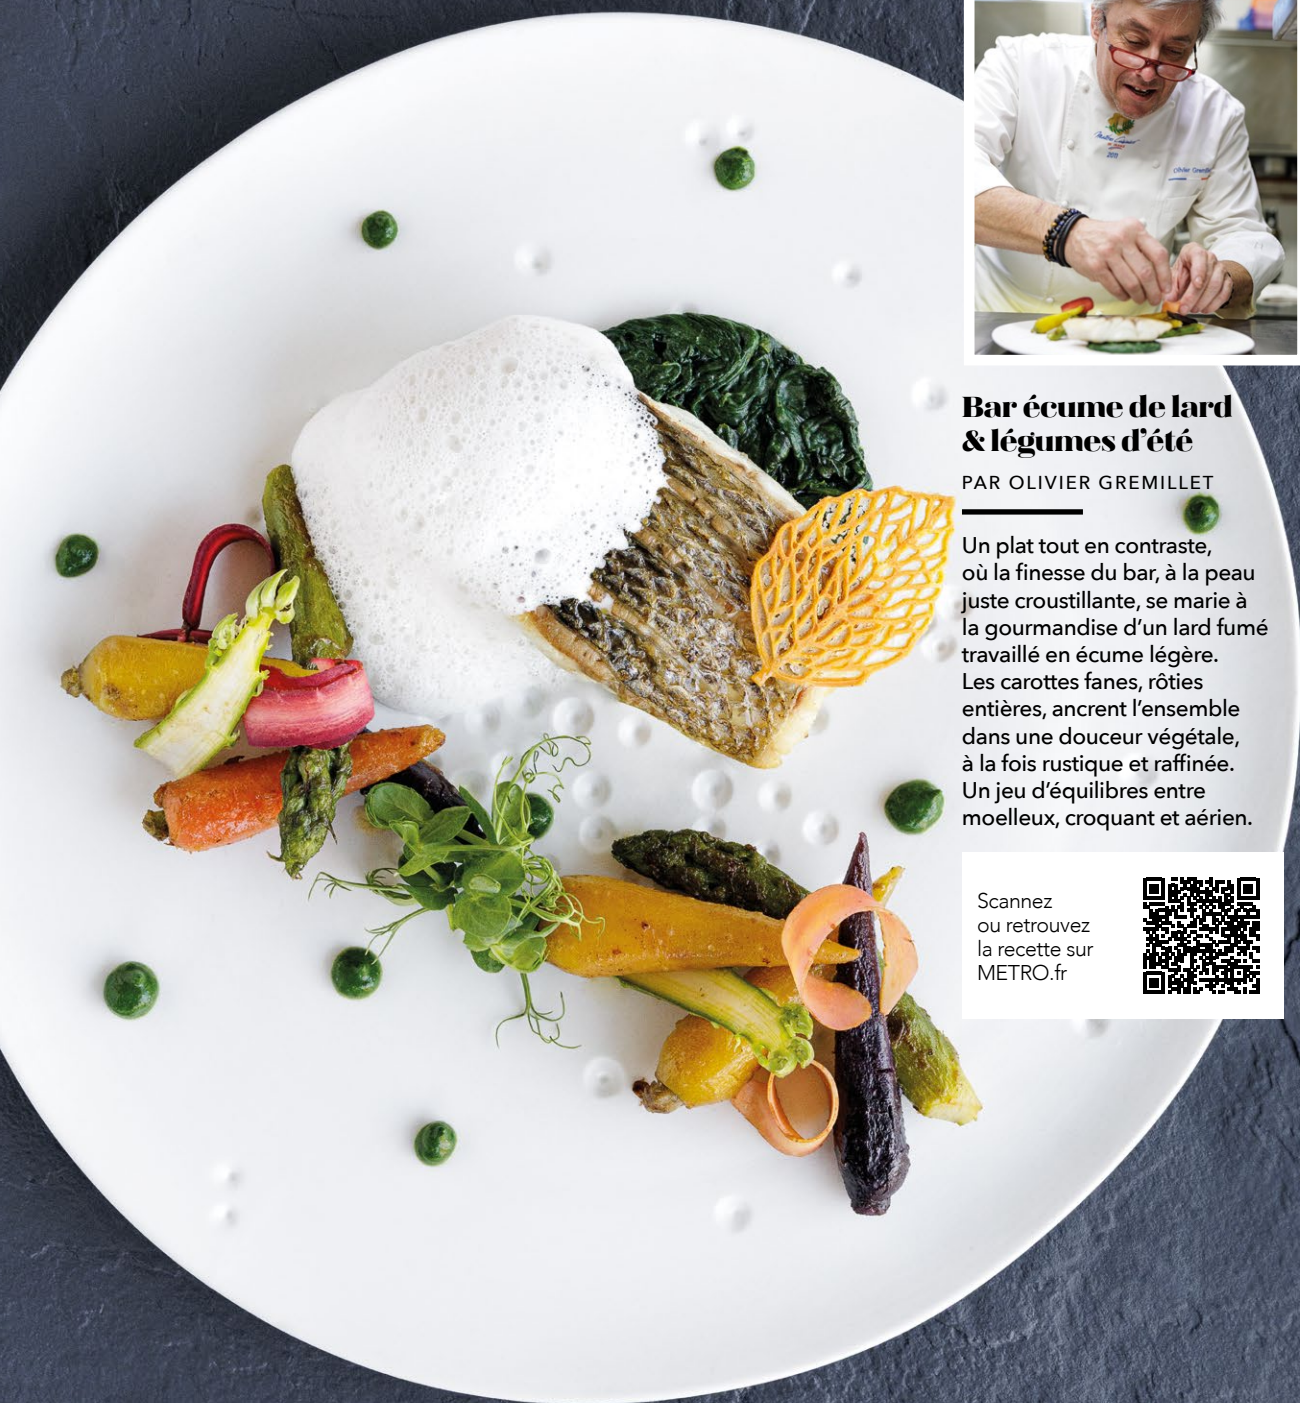 2011
Olivier Gremillet
Bar écume de lard
& légumes d'été
PAR OLIVIER GREMILLET
Un plat tout en contraste,
où la finesse du bar, à la peau
juste croustillante, se marie à
la gourmandise d'un lard fumé
travaillé en écume légère.
Les carottes fanes, rôties
entières, ancrent l'ensemble
dans une douceur végétale,
à la fois rustique et raffinée.
Un jeu d'équilibres entre
moelleux, croquant et aérien.
Scannez
ou retrouvez
la recette sur
METRO.fr